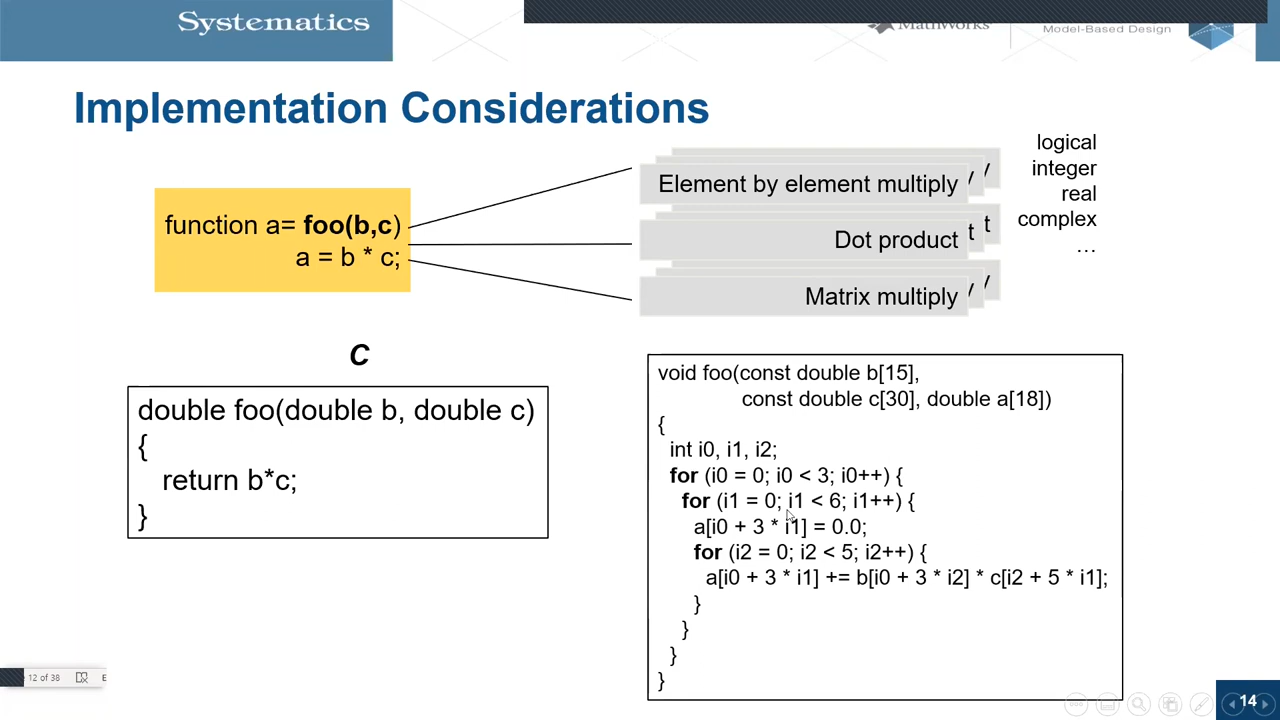 Systematics
MathWorks
Model-Based Design
Implementation Considerations
function a= foo(b,c)
a = b * c;
Element by element multiply
y
y
Dot product
t
t
Matrix multiply
y
y
logical
integer
real
complex
…
C
double foo(double b, double c)
{
return b*c;
}
void foo(const double b[15],
const double c[30], double a[18])
{
int i0, i1, i2;
for (i0 = 0; i0 < 3; i0++) {
for (i1 = 0; i1 < 6; i1++) {
a[i0 + 3 * i1] = 0.0;
for (i2 = 0; i2 < 5; i2++) {
a[i0 + 3 * i1] += b[i0 + 3 * i2] * c[i2 + 5 * i1];
}
}
}
}
12 of 38
14